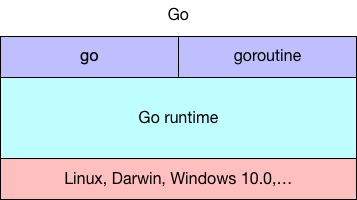 Go
go
goroutine
Go runtime
Linux, Darwin, Windows 10.0,…